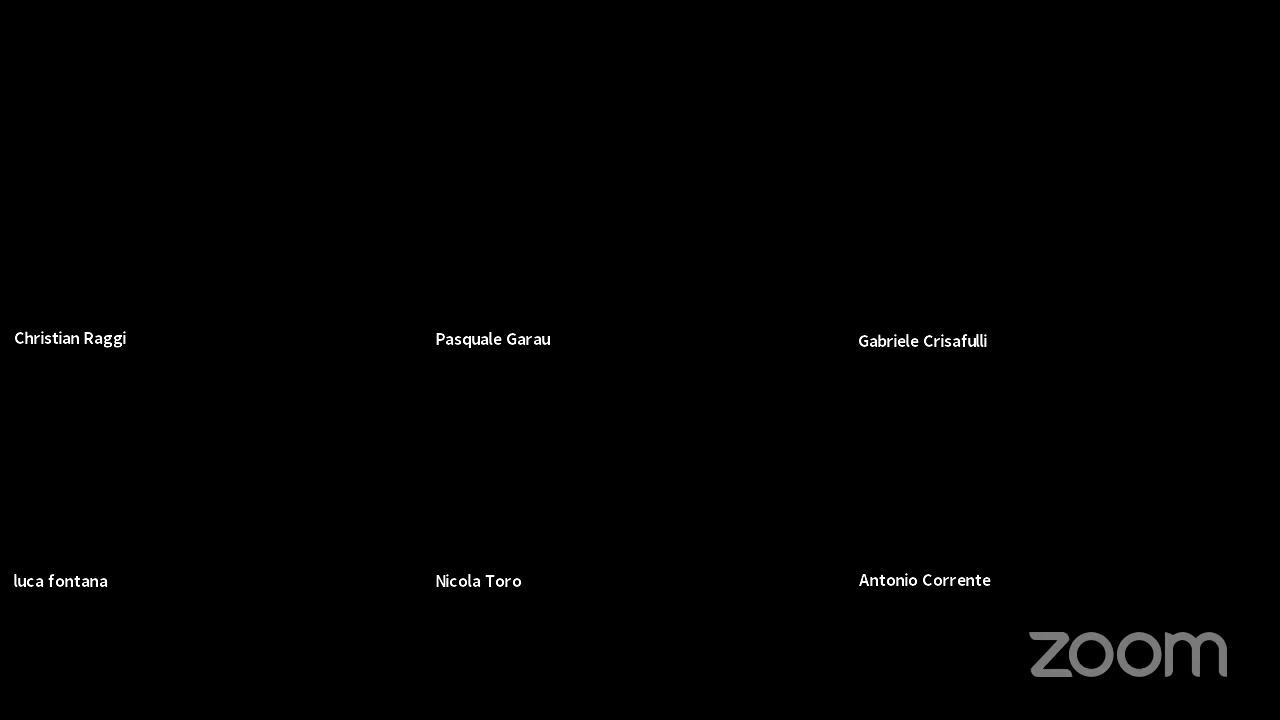 Christian Raggi
Pasquale Garau
Gabriele Crisafulli
luca fontana
Nicola Toro
Antonio Corrente
zoom